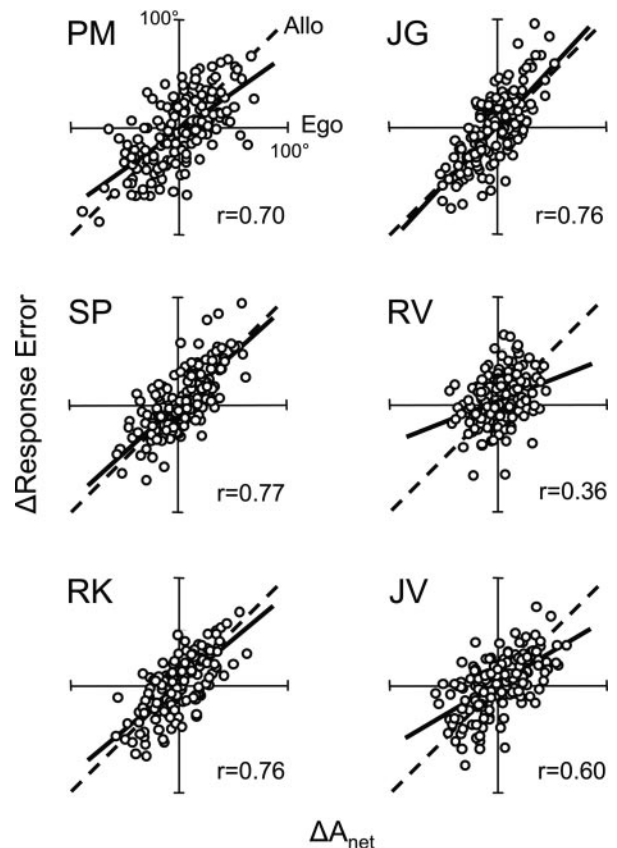 PM
100°
Allo
Ego
100°
r=0.70
JG
r=0.76
SP
r=0.77
RV
r=0.36
RK
r=0.76
JV
r=0.60
ΔResponse Error
ΔAnet